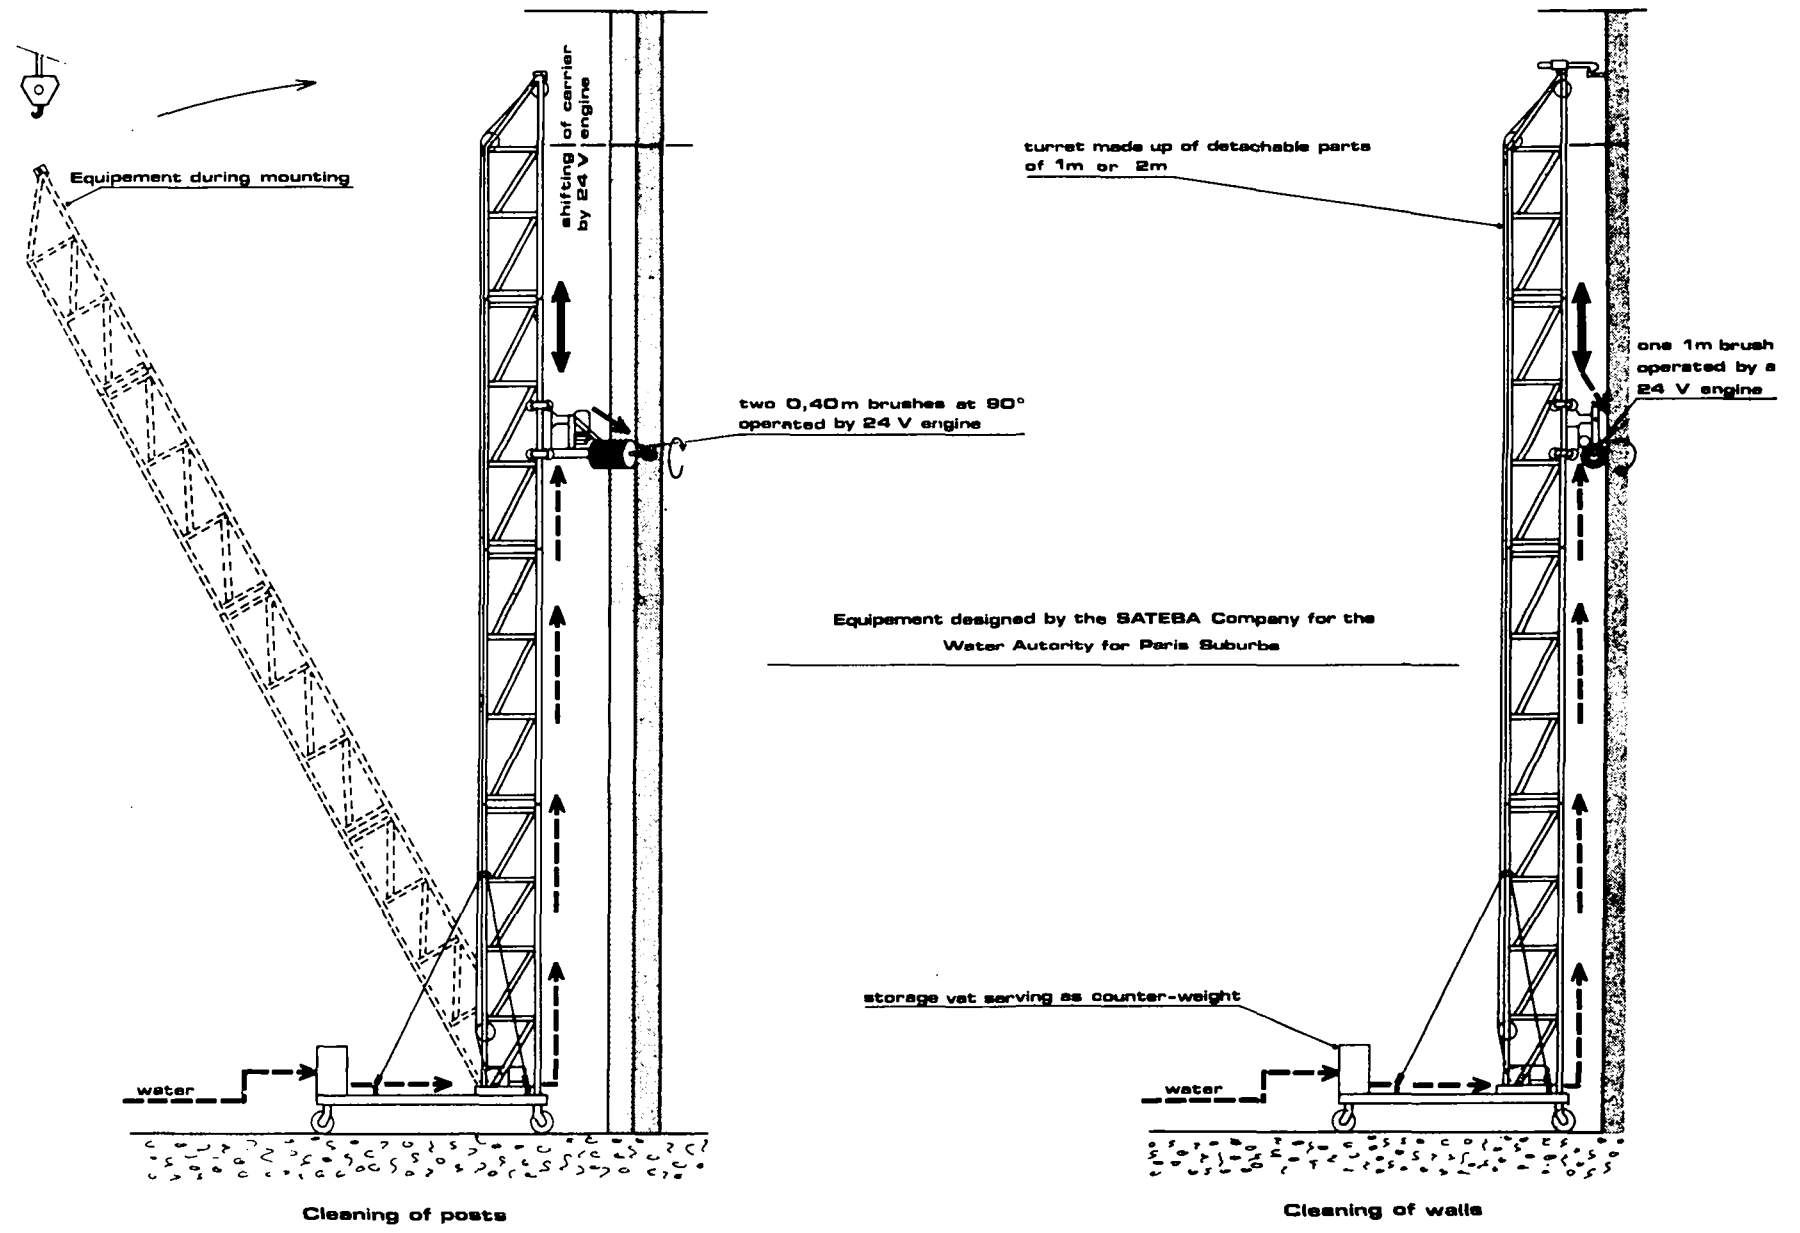 shifting of carrier
by 24 V engine
Equipement during mounting
turret made up of detachable parts
of 1m or 2m
one 1m brush
operated by a
24 V engine
two 0,40m brushes at 90°
operated by 24 V engine
Equipement designed by the SATEBA Company for the
Water Autority for Paris Suburbs
storage vat serving as counter-weight
water
water
Cleaning of posts
Cleaning of walls